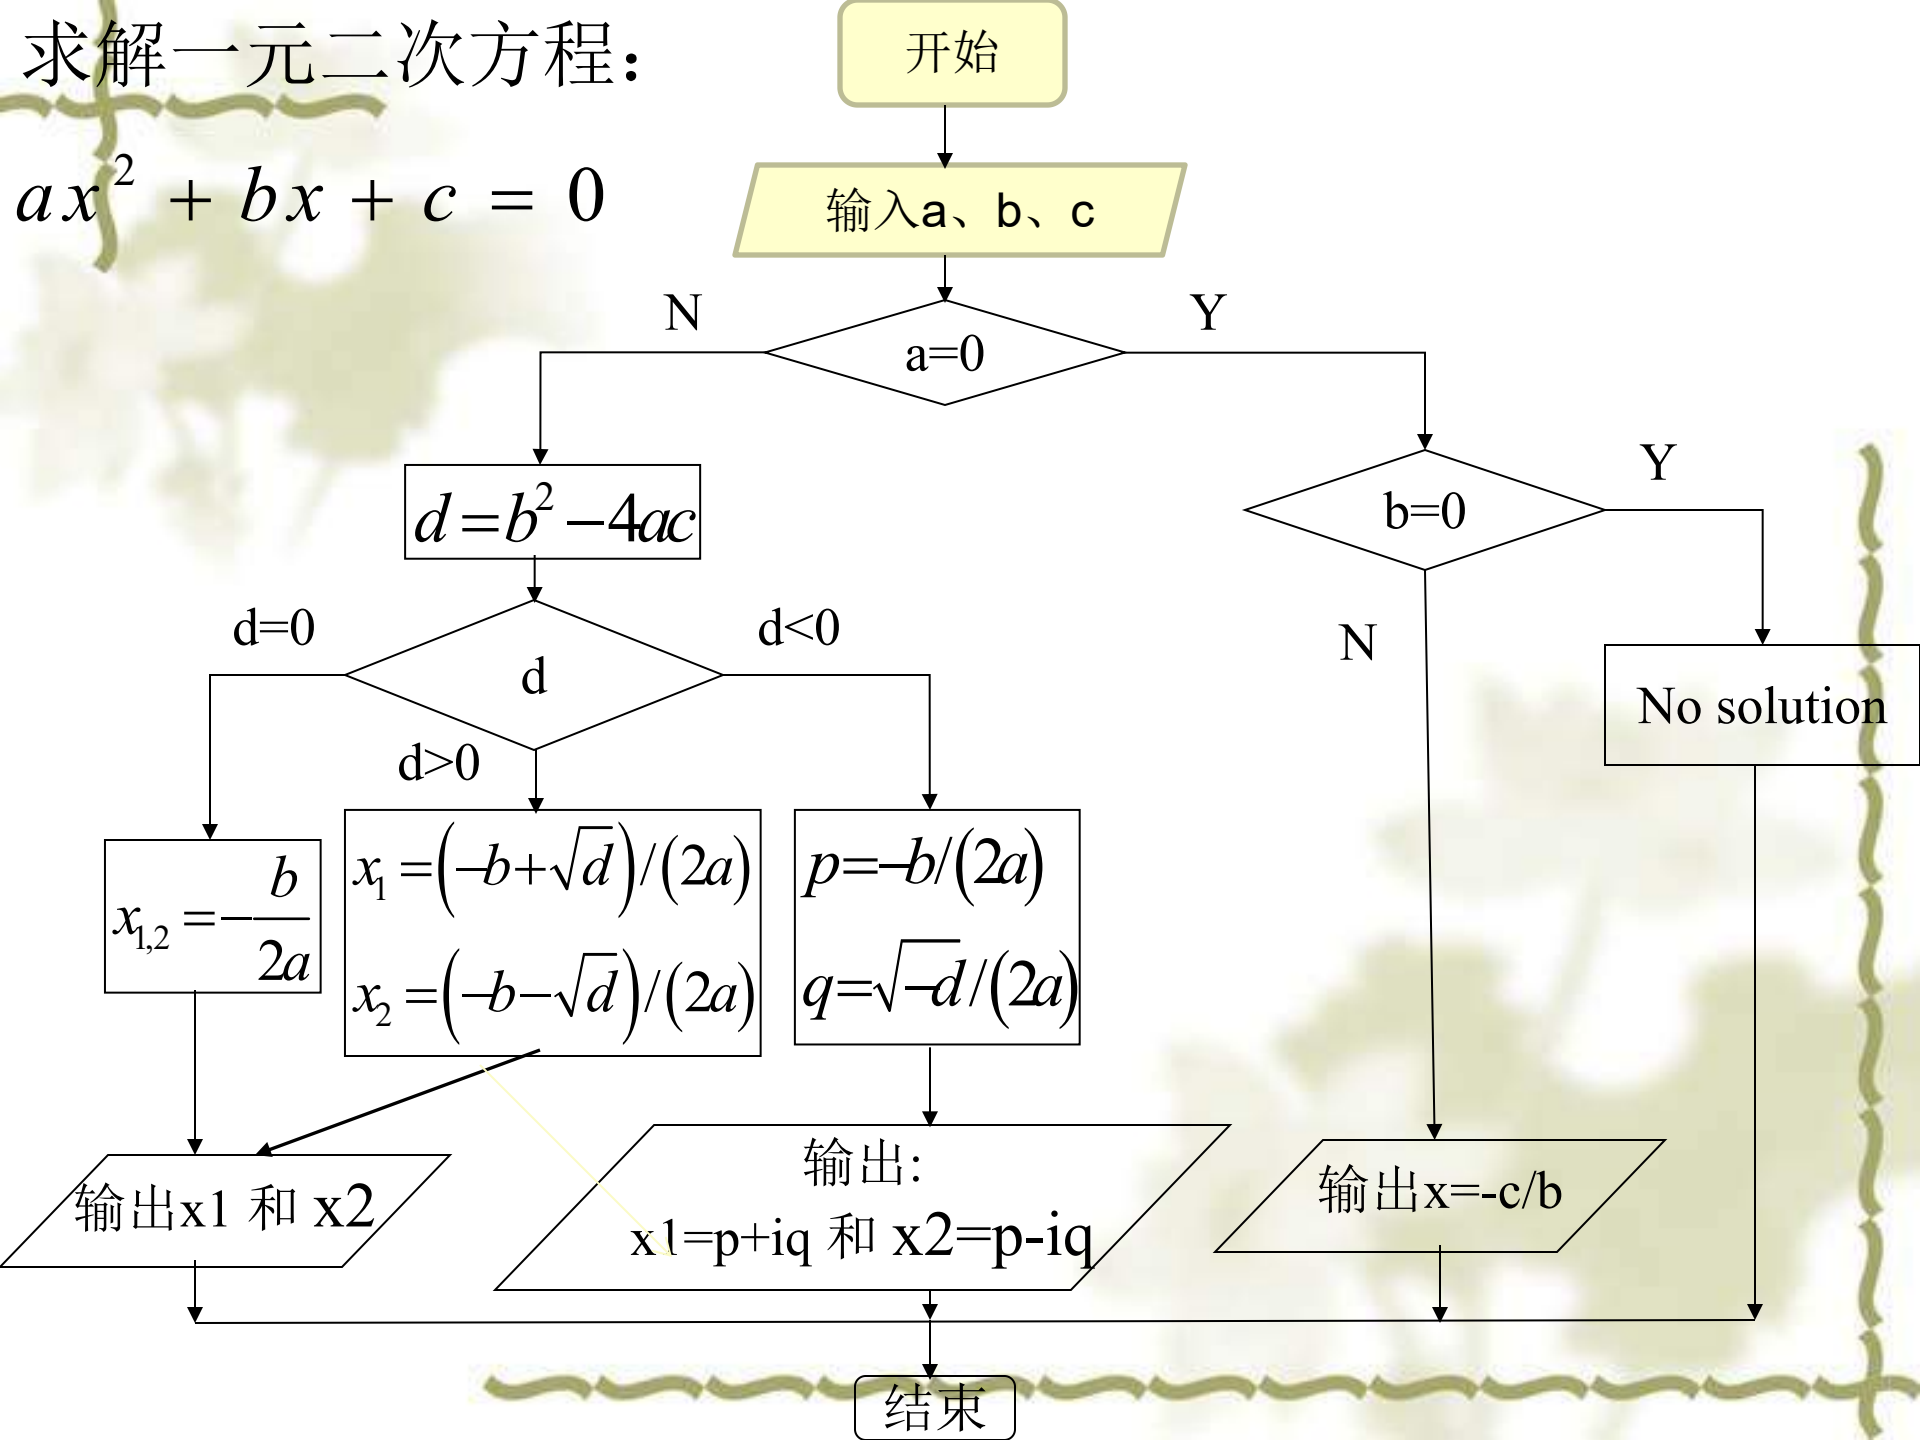 求解一元二次方程：
ax² + bx + c = 0
开始
输入a、b、c
a=0
N
Y
d=b²−4ac
b=0
Y
N
No solution
d
d=0
d>0
d<0
x₁,₂=−b/2a
x₁=(−b+√d)/(2a)
x₂=(−b−√d)/(2a)
p=−b/(2a)
q=√−d/(2a)
输出x1 和 x2
输出:
x1=p+iq 和 x2=p-iq
输出x=-c/b
结束